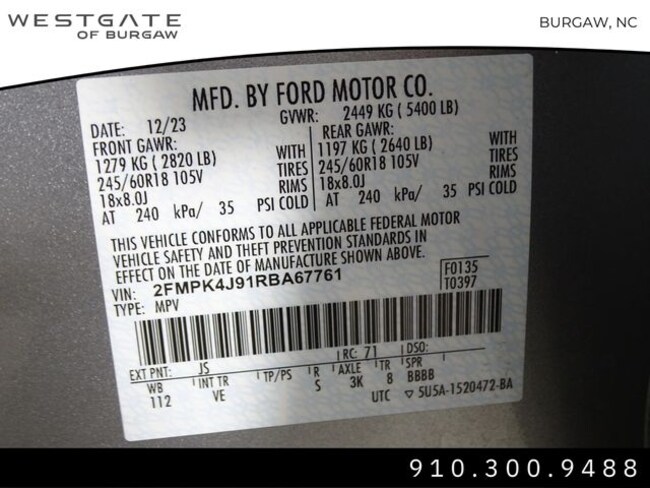 WESTGATE
OF BURGAW
BURGAW, NC
MFD. BY FORD MOTOR CO.
DATE: 12/23 GVWR: 2449 KG ( 5400 LB)
FRONT GAWR: REAR GAWR:
1279 KG ( 2820 LB) WITH 1197 KG ( 2640 LB) WITH
245/60R18 105V TIRES 245/60R18 105V TIRES
18x8.0J RIMS 18x8.0J RIMS
AT 240 kPa/ 35 PSI COLD AT 240 kPa/ 35 PSI COLD
THIS VEHICLE CONFORMS TO ALL APPLICABLE FEDERAL MOTOR
VEHICLE SAFETY AND THEFT PREVENTION STANDARDS IN
EFFECT ON THE DATE OF MANUFACTURE SHOWN ABOVE.
VIN: 2FMPK4J91RBA67761 F0135
TYPE: MPV T0397
EXT PNT: JS RC: 71 DSO:
WB INT TR TP/PS R AXLE TR SPR
112 VE S 3K 8 BBBB
UTC ▽ 5U5A-1520472-BA
910.300.9488